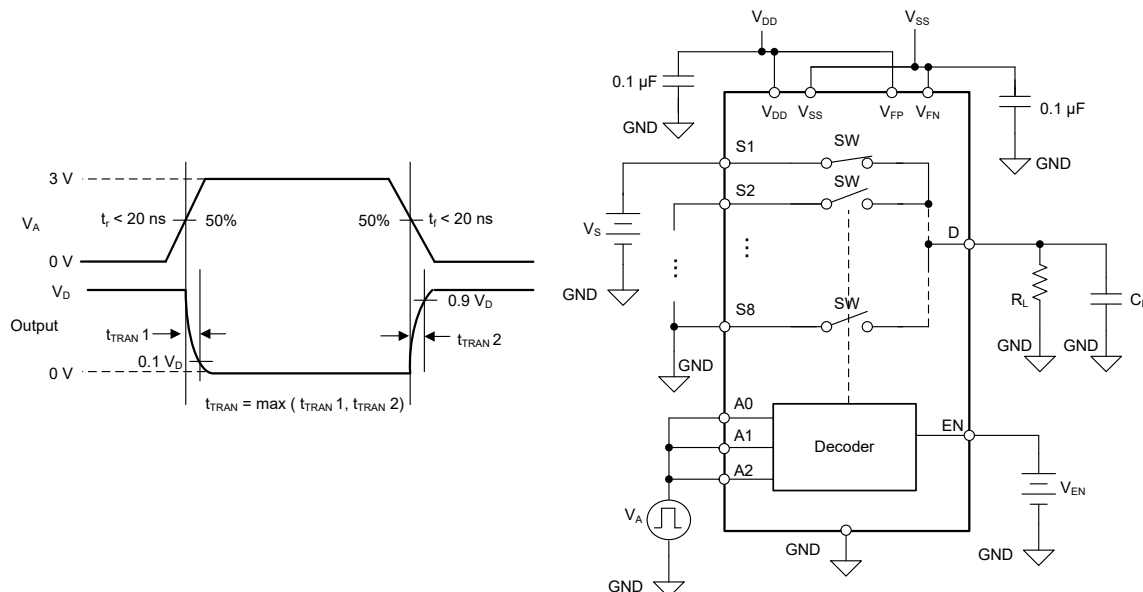 3 V
V_A
t_r < 20 ns
50%
50%
t_f < 20 ns
0 V
V_D
0.9 V_D
Output
t_TRAN 1
t_TRAN 2
0.1 V_D
0 V
t_TRAN = max ( t_TRAN 1, t_TRAN 2)
V_DD
V_SS
0.1 µF
0.1 µF
GND
GND
V_DD
V_SS
V_FP
V_FN
S1
SW
S2
SW
V_S
...
...
D
GND
S8
SW
R_L
GND
GND
GND
A0
A1
A2
Decoder
EN
V_A
V_EN
GND
GND
GND